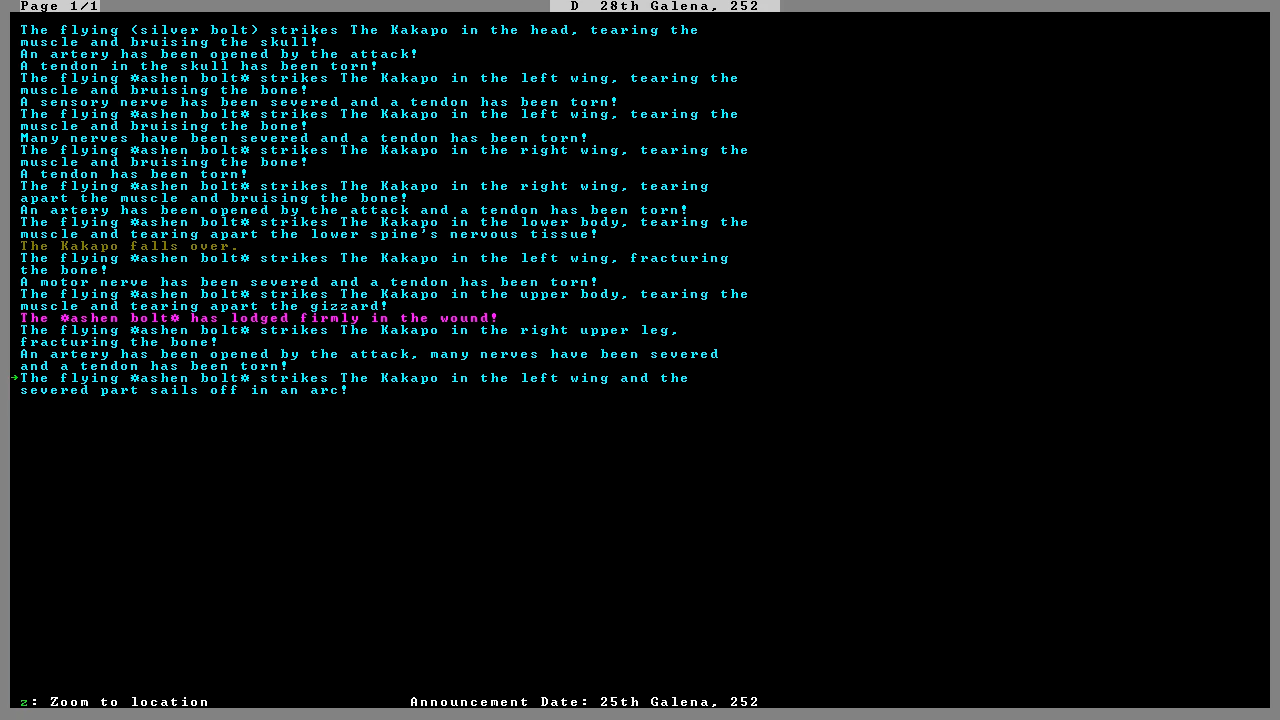 Page 1/1
D 28th Galena, 252
The flying (silver bolt) strikes The Kakapo in the head, tearing the
muscle and bruising the skull!
An artery has been opened by the attack!
A tendon in the skull has been torn!
The flying ☼ashen bolt☼ strikes The Kakapo in the left wing, tearing the
muscle and bruising the bone!
A sensory nerve has been severed and a tendon has been torn!
The flying ☼ashen bolt☼ strikes The Kakapo in the left wing, tearing the
muscle and bruising the bone!
Many nerves have been severed and a tendon has been torn!
The flying ☼ashen bolt☼ strikes The Kakapo in the right wing, tearing the
muscle and bruising the bone!
A tendon has been torn!
The flying ☼ashen bolt☼ strikes The Kakapo in the right wing, tearing
apart the muscle and bruising the bone!
An artery has been opened by the attack and a tendon has been torn!
The flying ☼ashen bolt☼ strikes The Kakapo in the lower body, tearing the
muscle and tearing apart the lower spine's nervous tissue!
The Kakapo falls over.
The flying ☼ashen bolt☼ strikes The Kakapo in the left wing, fracturing
the bone!
A motor nerve has been severed and a tendon has been torn!
The flying ☼ashen bolt☼ strikes The Kakapo in the upper body, tearing the
muscle and tearing apart the gizzard!
The ☼ashen bolt☼ has lodged firmly in the wound!
The flying ☼ashen bolt☼ strikes The Kakapo in the right upper leg,
fracturing the bone!
An artery has been opened by the attack, many nerves have been severed
and a tendon has been torn!
→The flying ☼ashen bolt☼ strikes The Kakapo in the left wing and the
severed part sails off in an arc!
z: Zoom to location
Announcement Date: 25th Galena, 252